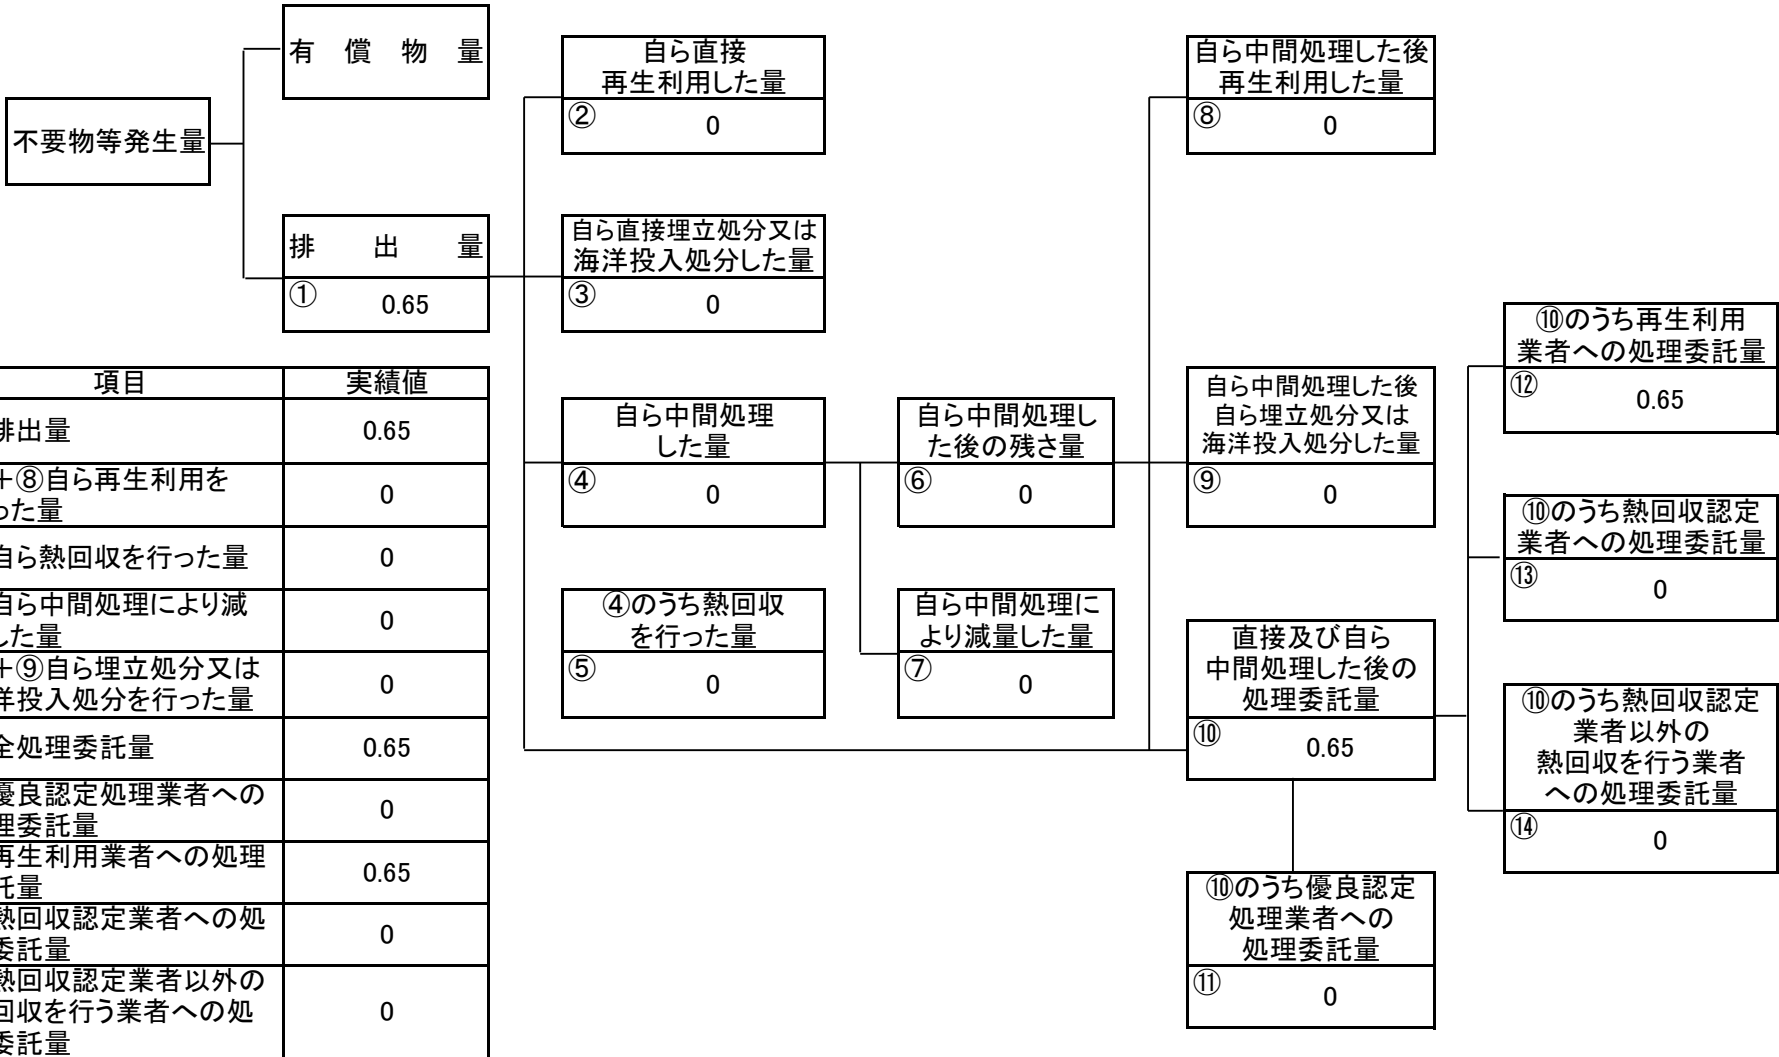 有償物量
不要物等発生量
排出量
① 0.65
自ら直接
再生利用した量
② 0
自ら直接埋立処分又は
海洋投入処分した量
③ 0
自ら中間処理
した量
④ 0
④のうち熱回収
を行った量
⑤ 0
自ら中間処理し
た後の残さ量
⑥ 0
自ら中間処理に
より減量した量
⑦ 0
自ら中間処理した後
再生利用した量
⑧ 0
自ら中間処理した後
自ら埋立処分又は
海洋投入処分した量
⑨ 0
直接及び自ら
中間処理した後の
処理委託量
⑩ 0.65
⑩のうち優良認定
処理業者への
処理委託量
⑪ 0
⑩のうち再生利用
業者への処理委託量
⑫ 0.65
⑩のうち熱回収認定
業者への処理委託量
⑬ 0
⑩のうち熱回収認定
業者以外の
熱回収を行う業者
への処理委託量
⑭ 0
項目 実績値
排出量 0.65
+⑧自ら再生利用を
った量 0
自ら熱回収を行った量 0
自ら中間処理により減
した量 0
+⑨自ら埋立処分又は
洋投入処分を行った量 0
全処理委託量 0.65
優良認定処理業者への
理委託量 0
再生利用業者への処理
託量 0.65
熱回収認定業者への処
委託量 0
熱回収認定業者以外の
回収を行う業者への処
委託量 0